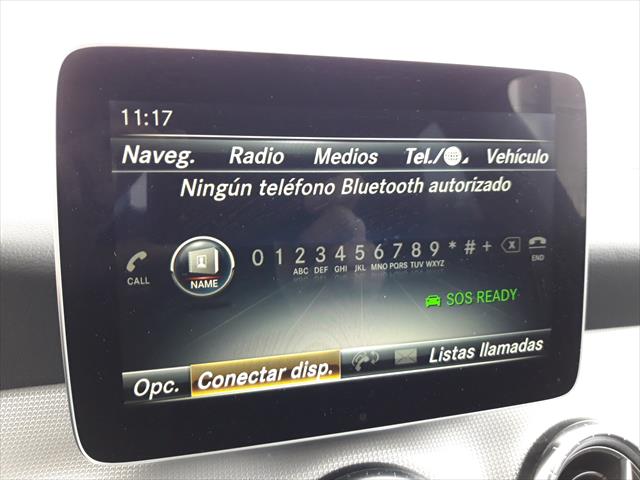 11:17
Naveg. Radio Medios Tel./ Vehículo
Ningún teléfono Bluetooth autorizado
0 1 2 3 4 5 6 7 8 9 * # +
ABC DEF GHI JKL MNO PQRS TUV WXYZ
CALL NAME END
SOS READY
Opc. Conectar disp. Listas llamadas